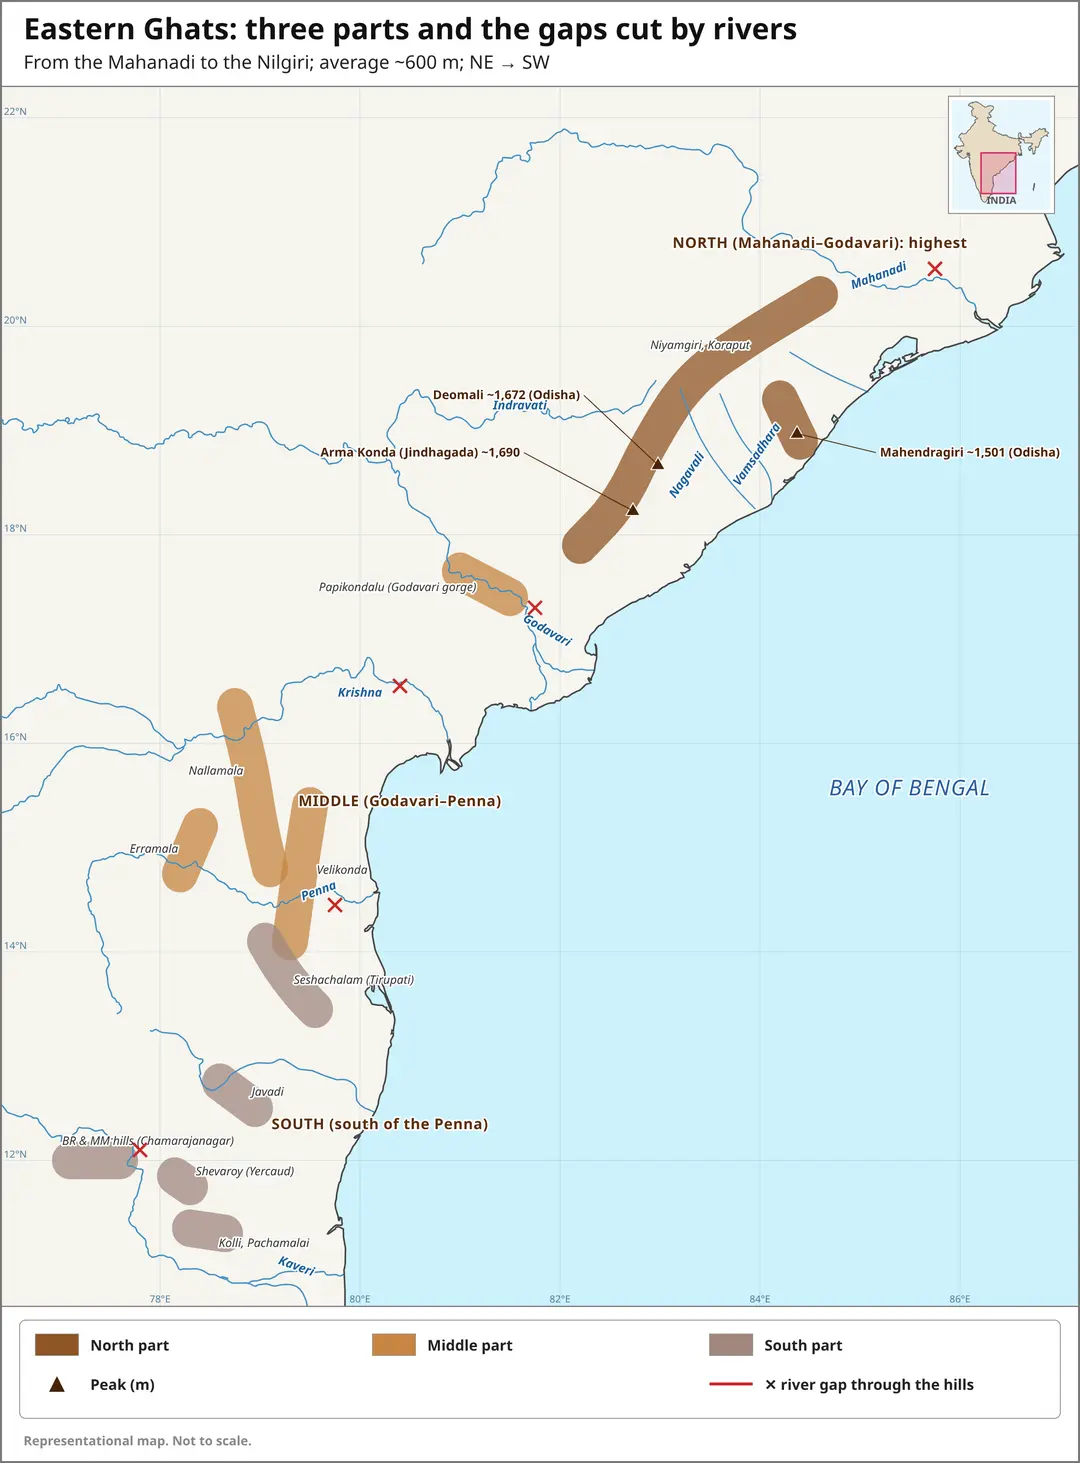 Eastern Ghats: three parts and the gaps cut by rivers
From the Mahanadi to the Nilgiri; average ~600 m; NE → SW
22°N
INDIA
NORTH (Mahanadi–Godavari): highest
Mahanadi
20°N
Niyamgiri, Koraput
Deomali ~1,672 (Odisha)
Indravati
Arma Konda (Jindhagada) ~1,690
Nagavali
Vamsadhara
Mahendragiri ~1,501 (Odisha)
18°N
Papikondalu (Godavari gorge)
Godavari
Krishna
16°N
Nallamala
BAY OF BENGAL
MIDDLE (Godavari–Penna)
Erramala
Velikonda
Penna
14°N
Seshachalam (Tirupati)
Javadi
SOUTH (south of the Penna)
BR & MM hills (Chamarajanagar)
12°N
Shevaroy (Yercaud)
Kolli, Pachamalai
Kaveri
78°E 80°E 82°E 84°E 86°E
North part
Middle part
South part
Peak (m)
✕ river gap through the hills
Representational map. Not to scale.